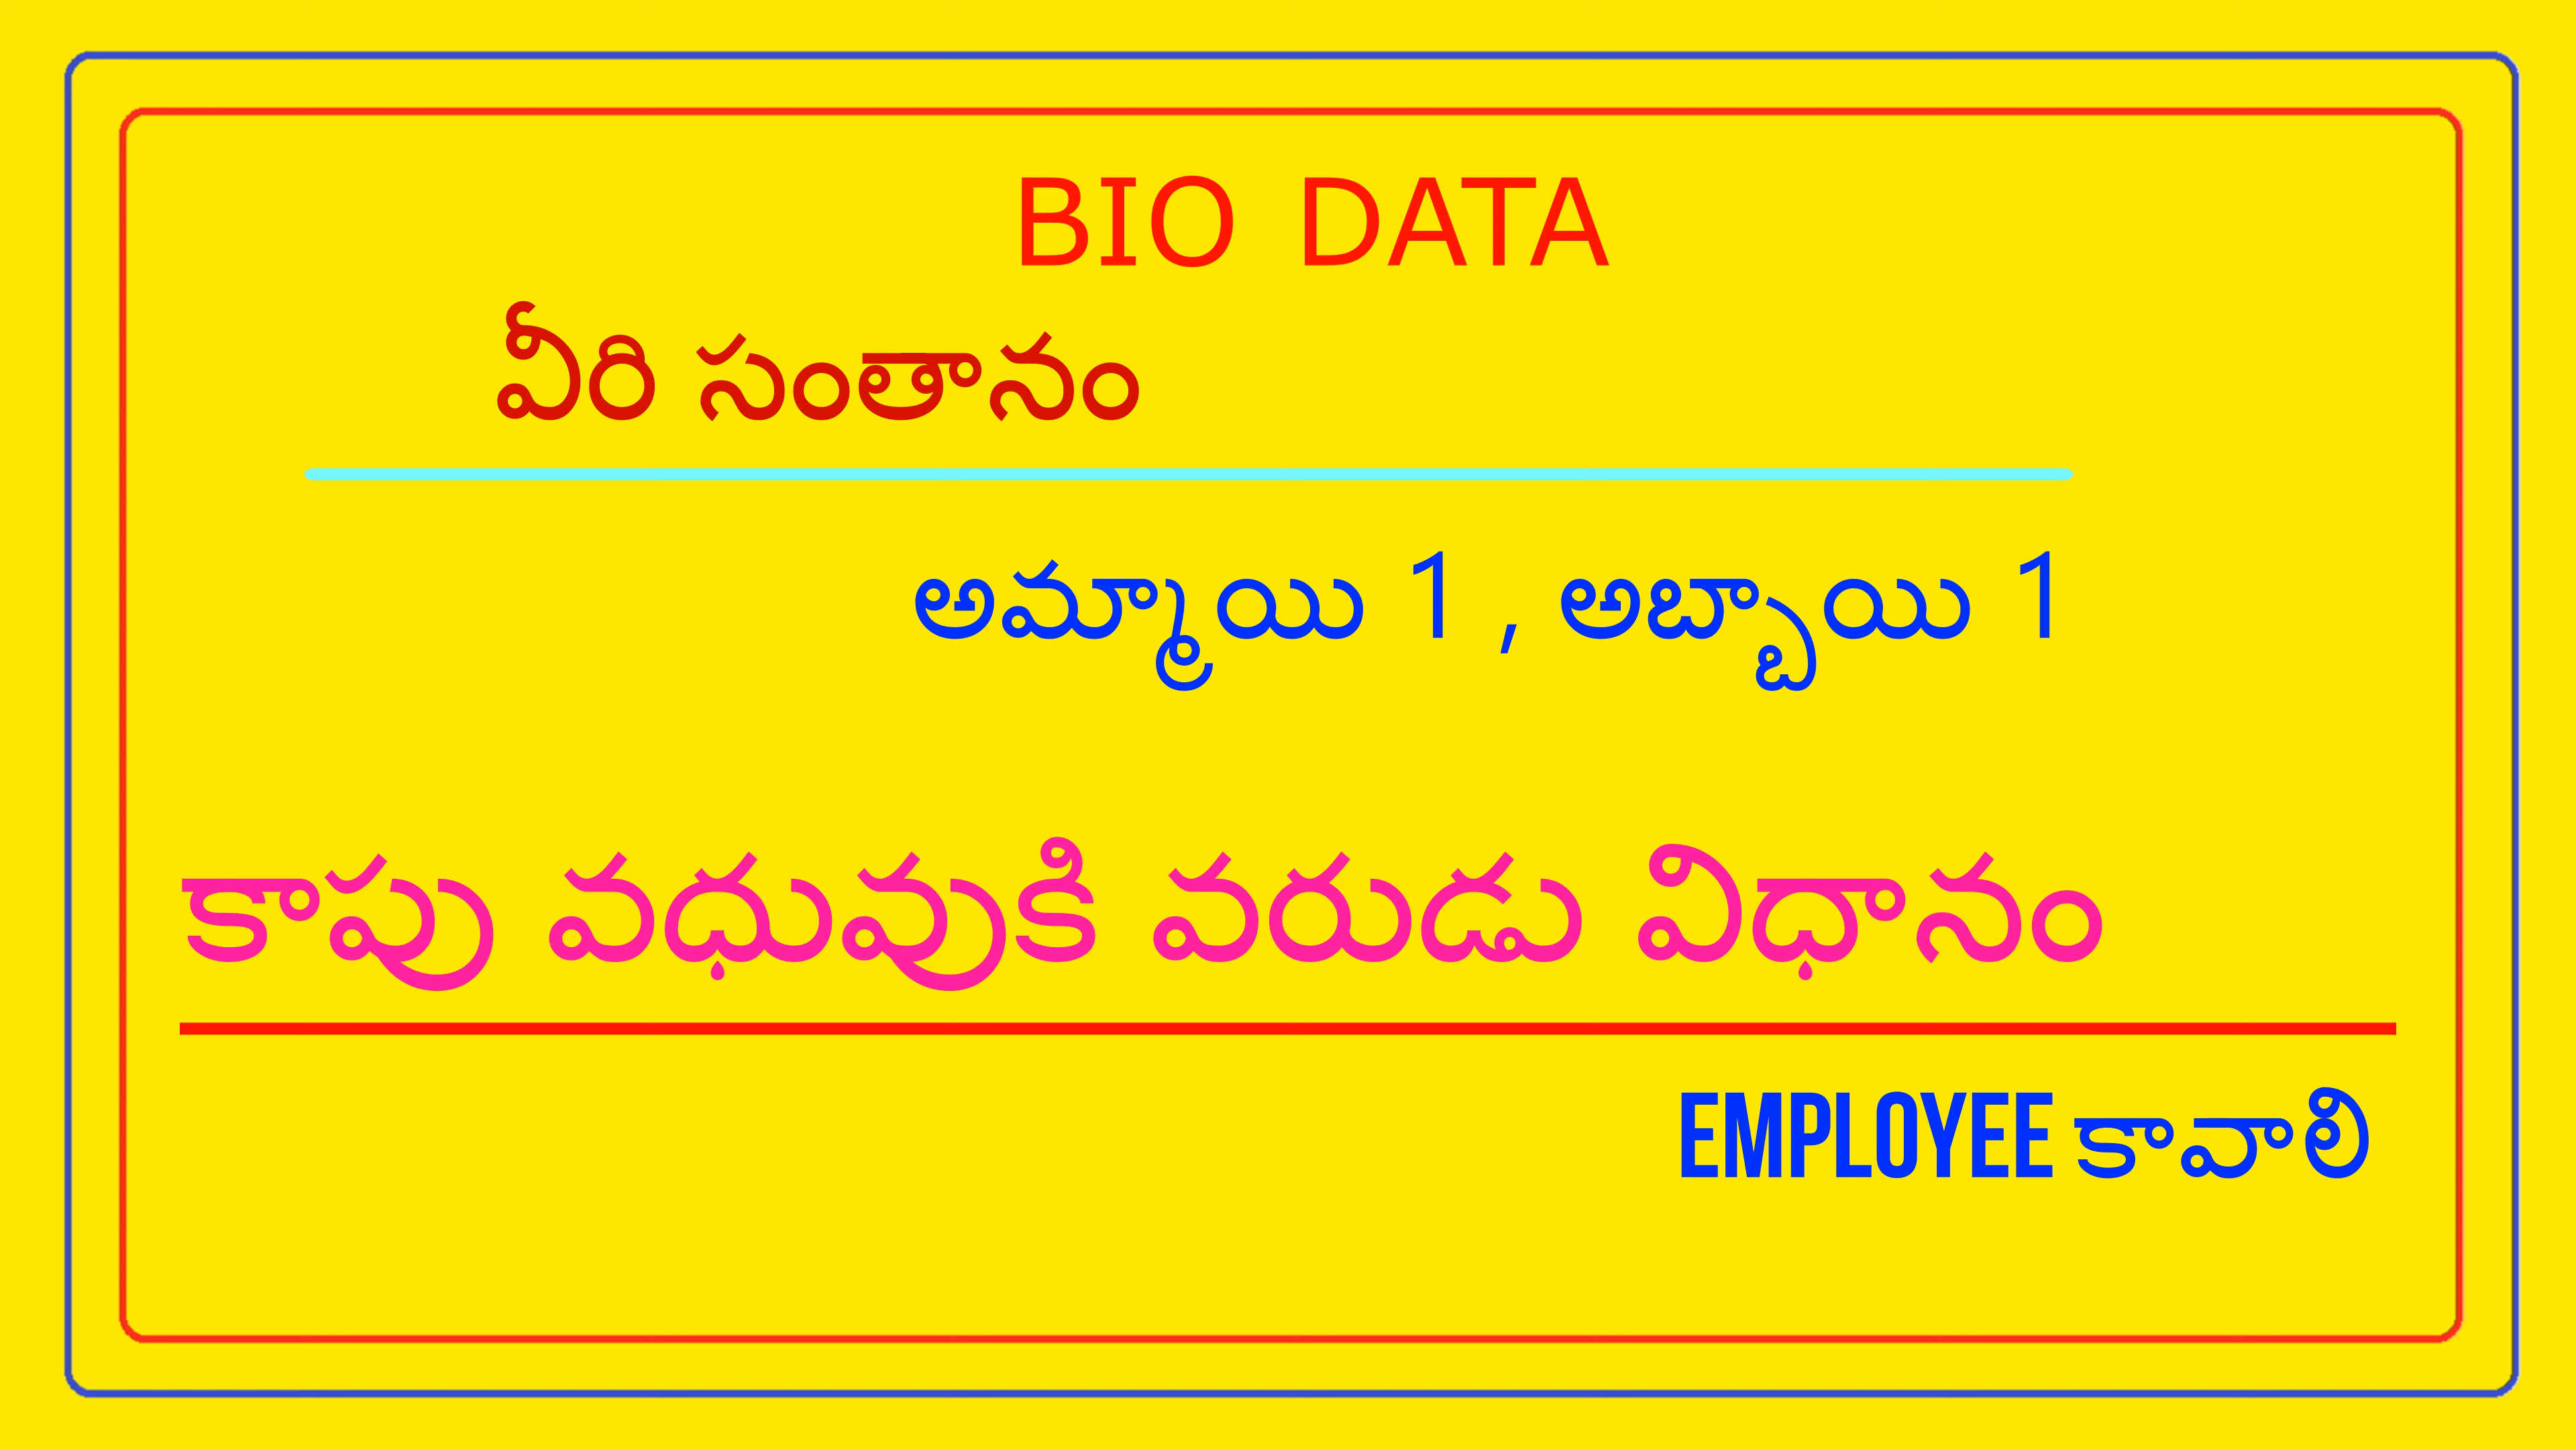 BIO DATA
వీరి సంతానం
అమ్మాయి 1 , అబ్బాయి 1
కాపు వధువుకి వరుడు విధానం
EMPLOYEE కావాలి